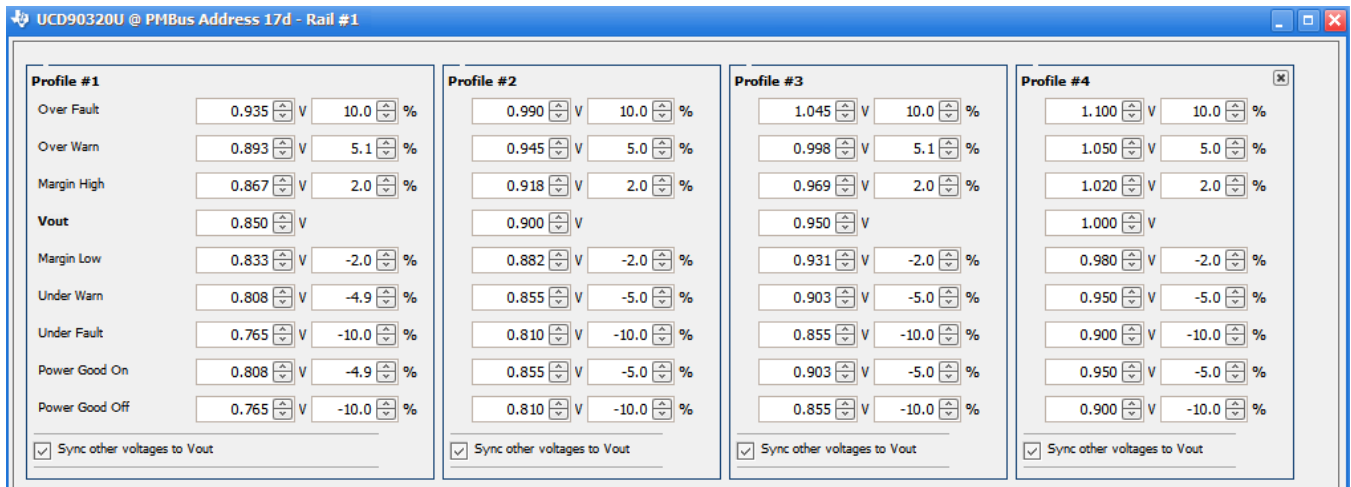 UCD90320U @ PMBus Address 17d - Rail #1
Profile #1 Profile #2 Profile #3 Profile #4
Over Fault 0.935 V 10.0 % 0.990 V 10.0 % 1.045 V 10.0 % 1.100 V 10.0 %
Over Warn 0.893 V 5.1 % 0.945 V 5.0 % 0.998 V 5.1 % 1.050 V 5.0 %
Margin High 0.867 V 2.0 % 0.918 V 2.0 % 0.969 V 2.0 % 1.020 V 2.0 %
Vout 0.850 V 0.900 V 0.950 V 1.000 V
Margin Low 0.833 V -2.0 % 0.882 V -2.0 % 0.931 V -2.0 % 0.980 V -2.0 %
Under Warn 0.808 V -4.9 % 0.855 V -5.0 % 0.903 V -5.0 % 0.950 V -5.0 %
Under Fault 0.765 V -10.0 % 0.810 V -10.0 % 0.855 V -10.0 % 0.900 V -10.0 %
Power Good On 0.808 V -4.9 % 0.855 V -5.0 % 0.903 V -5.0 % 0.950 V -5.0 %
Power Good Off 0.765 V -10.0 % 0.810 V -10.0 % 0.855 V -10.0 % 0.900 V -10.0 %
Sync other voltages to Vout Sync other voltages to Vout Sync other voltages to Vout Sync other voltages to Vout